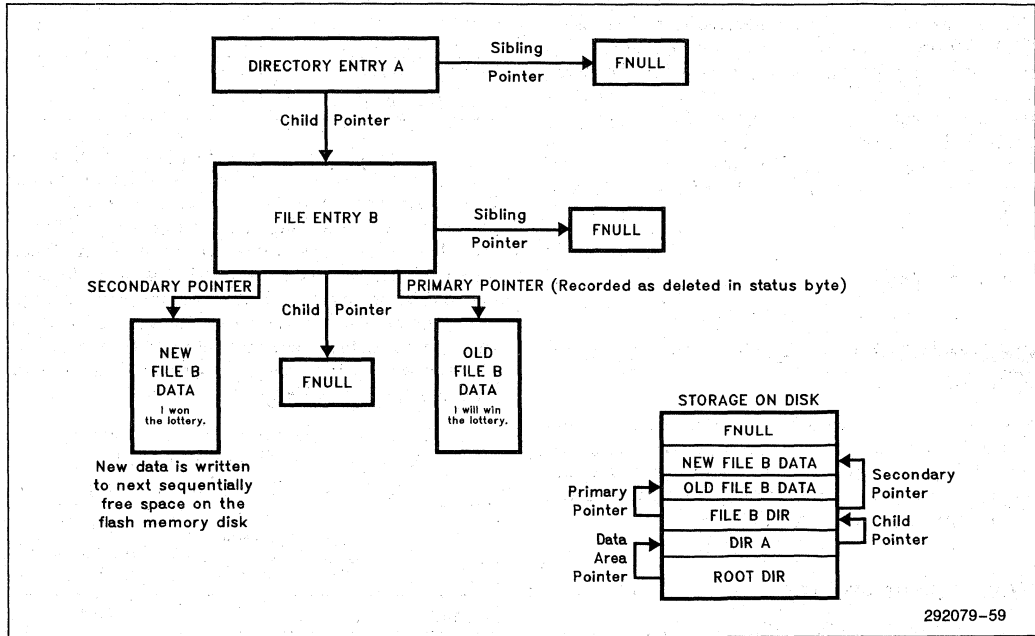 DIRECTORY ENTRY A
Sibling
Pointer
FNULL
Child Pointer
FILE ENTRY B
Sibling
Pointer
FNULL
SECONDARY POINTER
PRIMARY POINTER (Recorded as deleted in status byte)
Child Pointer
NEW
FILE B
DATA
I won
the lottery.
FNULL
OLD
FILE B
DATA
I will win
the lottery.
New data is written
to next sequentially
free space on the
flash memory disk
STORAGE ON DISK
FNULL
NEW FILE B DATA
OLD FILE B DATA
FILE B DIR
DIR A
ROOT DIR
Primary
Pointer
Data
Area
Pointer
Secondary
Pointer
Child
Pointer
292079-59